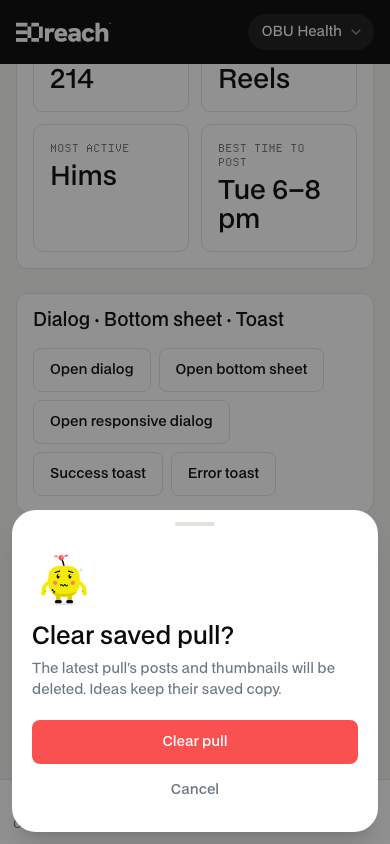 reach
OBU Health
214
Reels
MOST ACTIVE
Hims
BEST TIME TO
POST
Tue 6–8
pm
Dialog · Bottom sheet · Toast
Open dialog
Open bottom sheet
Open responsive dialog
Success toast
Error toast
Clear saved pull?
The latest pull's posts and thumbnails will be
deleted. Ideas keep their saved copy.
Clear pull
Cancel